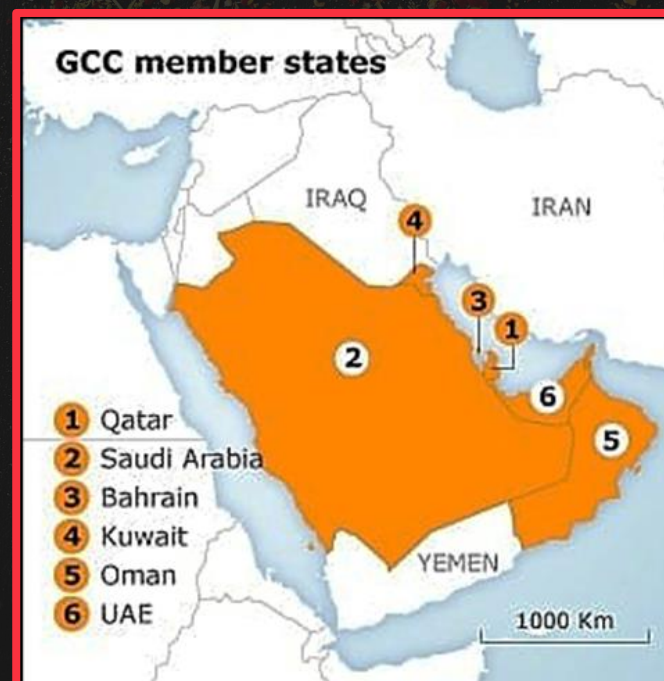 GCC member states
IRAQ
IRAN
4
3
1
2
6
5
1 Qatar
2 Saudi Arabia
3 Bahrain
4 Kuwait
5 Oman
6 UAE
YEMEN
1000 Km